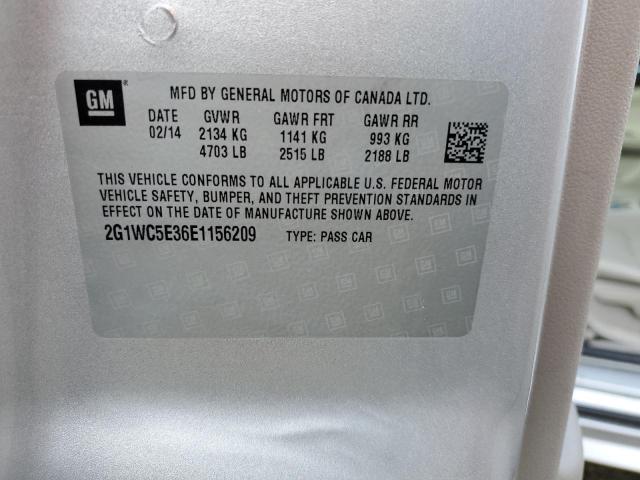 GM
MFD BY GENERAL MOTORS OF CANADA LTD.
DATE GVWR GAWR FRT GAWR RR
02/14 2134 KG 1141 KG 993 KG
4703 LB 2515 LB 2188 LB
THIS VEHICLE CONFORMS TO ALL APPLICABLE U.S. FEDERAL MOTOR
VEHICLE SAFETY, BUMPER, AND THEFT PREVENTION STANDARDS IN
EFFECT ON THE DATE OF MANUFACTURE SHOWN ABOVE.
2G1WC5E36E1156209 TYPE: PASS CAR